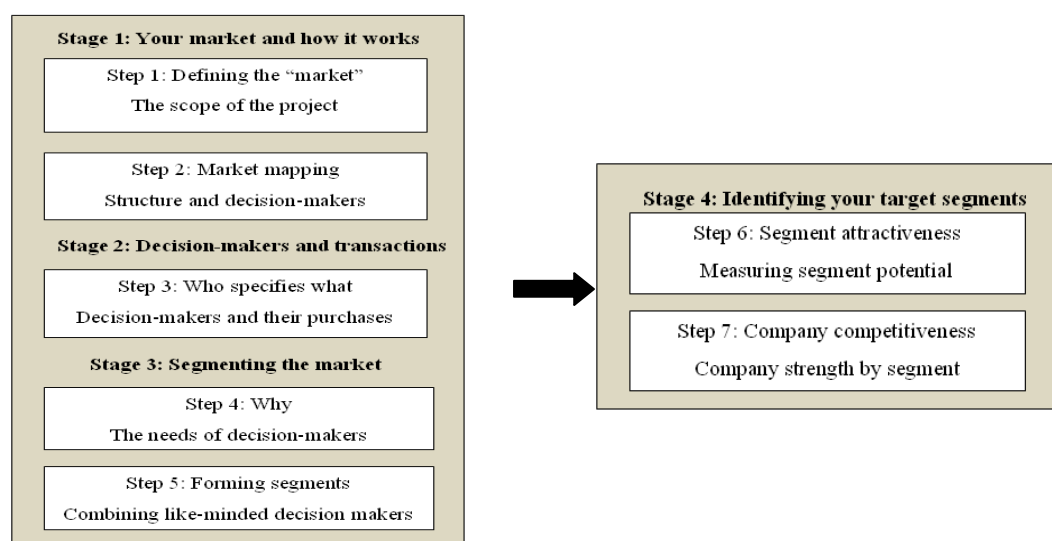 Stage 1: Your market and how it works
Step 1: Defining the “market”
The scope of the project
Step 2: Market mapping
Structure and decision-makers
Stage 2: Decision-makers and transactions
Step 3: Who specifies what
Decision-makers and their purchases
Stage 3: Segmenting the market
Step 4: Why
The needs of decision-makers
Step 5: Forming segments
Combining like-minded decision makers
Stage 4: Identifying your target segments
Step 6: Segment attractiveness
Measuring segment potential
Step 7: Company competitiveness
Company strength by segment